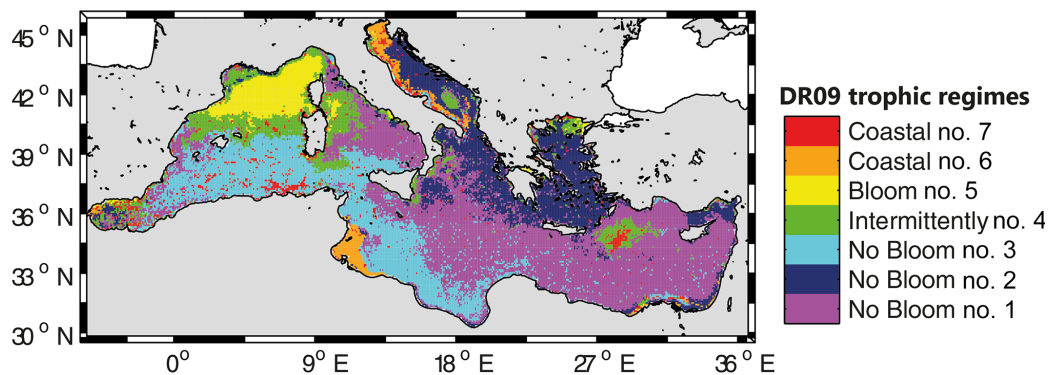 45° N
42° N
39° N
36° N
33° N
30° N
0° 9° E 18° E 27° E 36° E
DR09 trophic regimes
Coastal no. 7
Coastal no. 6
Bloom no. 5
Intermittently no. 4
No Bloom no. 3
No Bloom no. 2
No Bloom no. 1